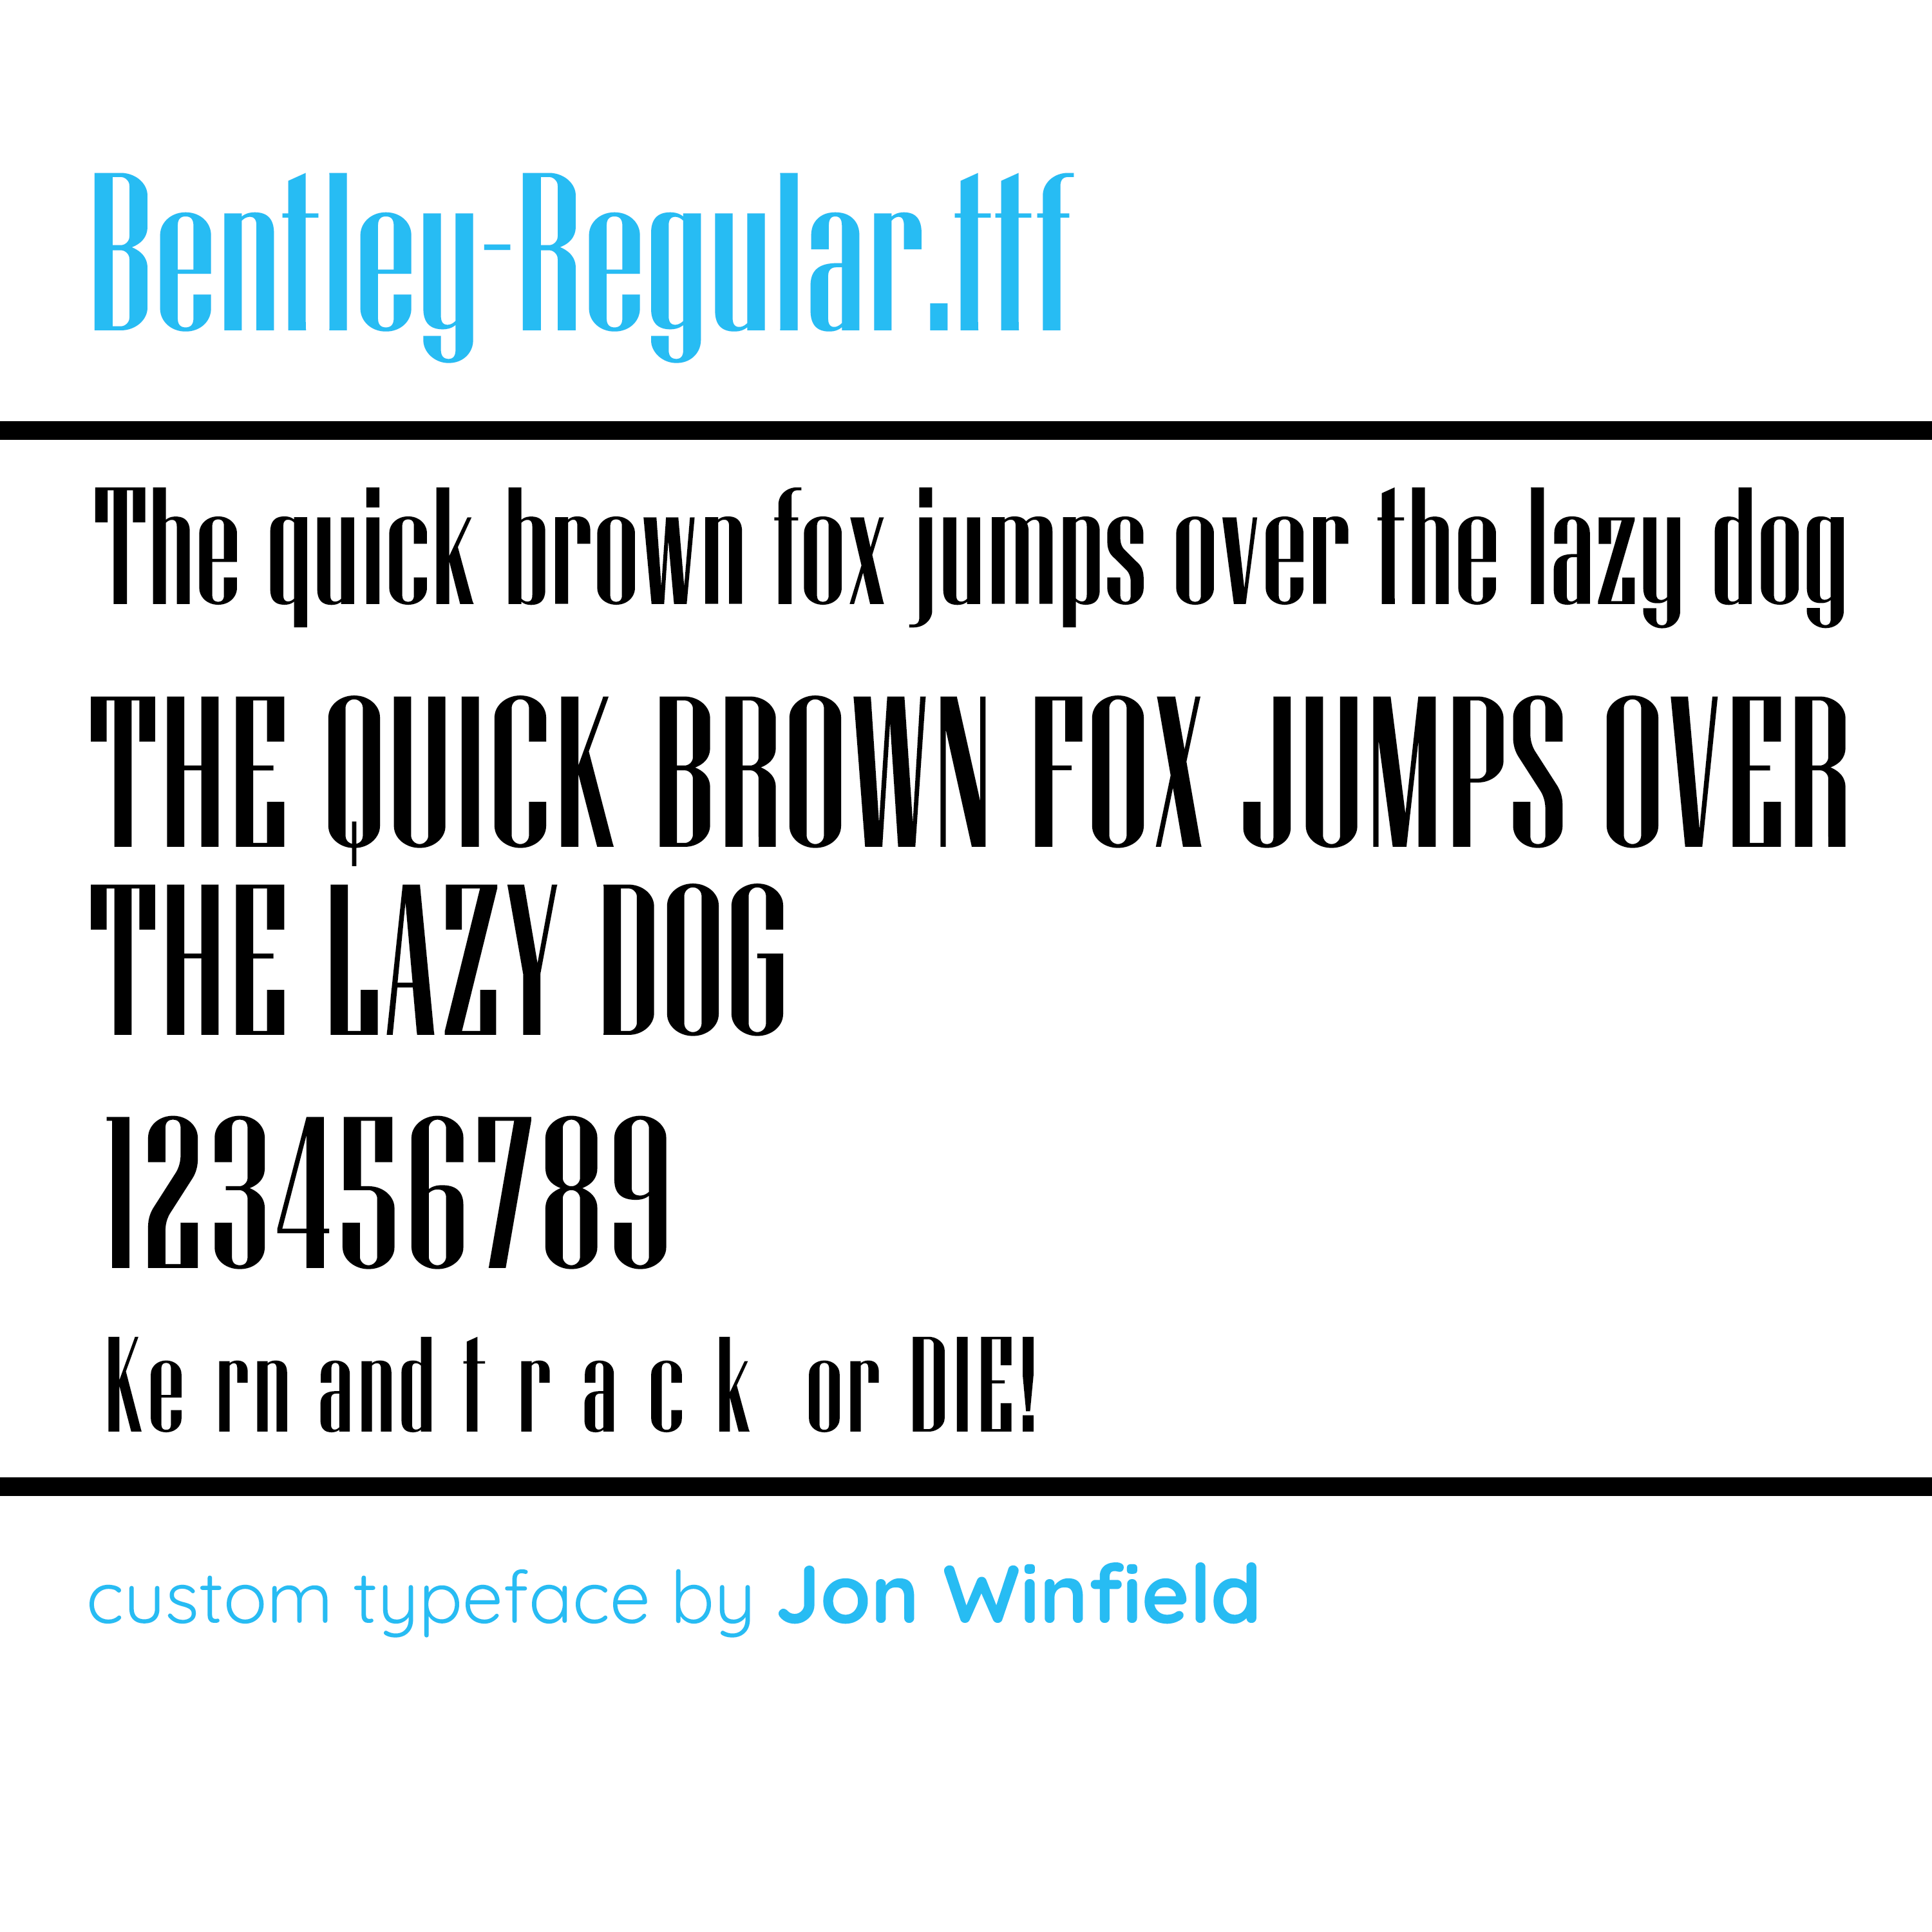 Bentley-Regular.ttf
The quick brown fox jumps over the lazy dog
THE QUICK BROWN FOX JUMPS OVER
THE LAZY DOG
123456789
Ke rn and t r a c k or DIE!
custom typeface by Jon Winfield